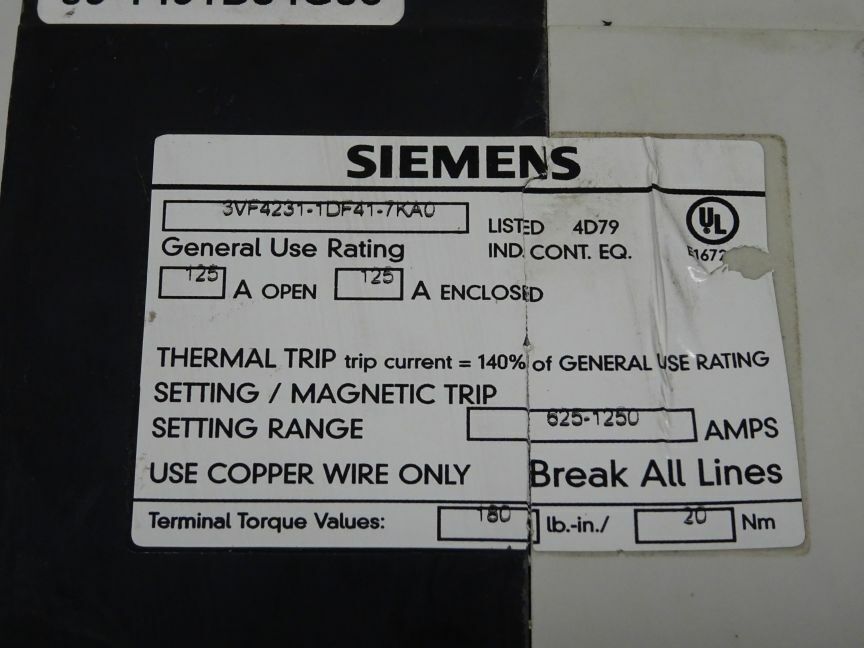 SIEMENS
3VF4231-1DF41-7KA0
LISTED 4D79
IND. CONT. EQ.
UL
General Use Rating
125 A OPEN 125 A ENCLOSED
THERMAL TRIP trip current = 140% of GENERAL USE RATING
SETTING / MAGNETIC TRIP
SETTING RANGE 625-1250 AMPS
USE COPPER WIRE ONLY Break All Lines
Terminal Torque Values: 180 lb.-in./ 20 Nm